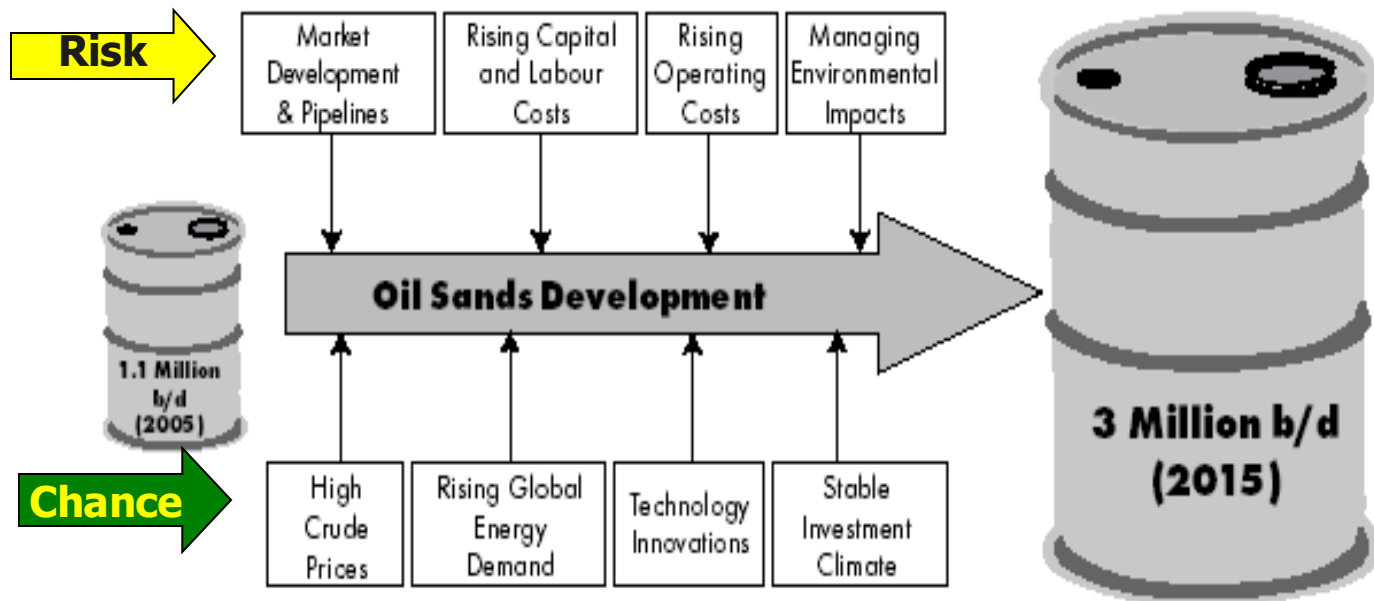 Risk
Market
Development
& Pipelines
Rising Capital
and Labour
Costs
Rising
Operating
Costs
Managing
Environmental
Impacts
Oil Sands Development
1.1 Million
b/d
(2005)
3 Million b/d
(2015)
Chance
High
Crude
Prices
Rising Global
Energy
Demand
Technology
Innovations
Stable
Investment
Climate